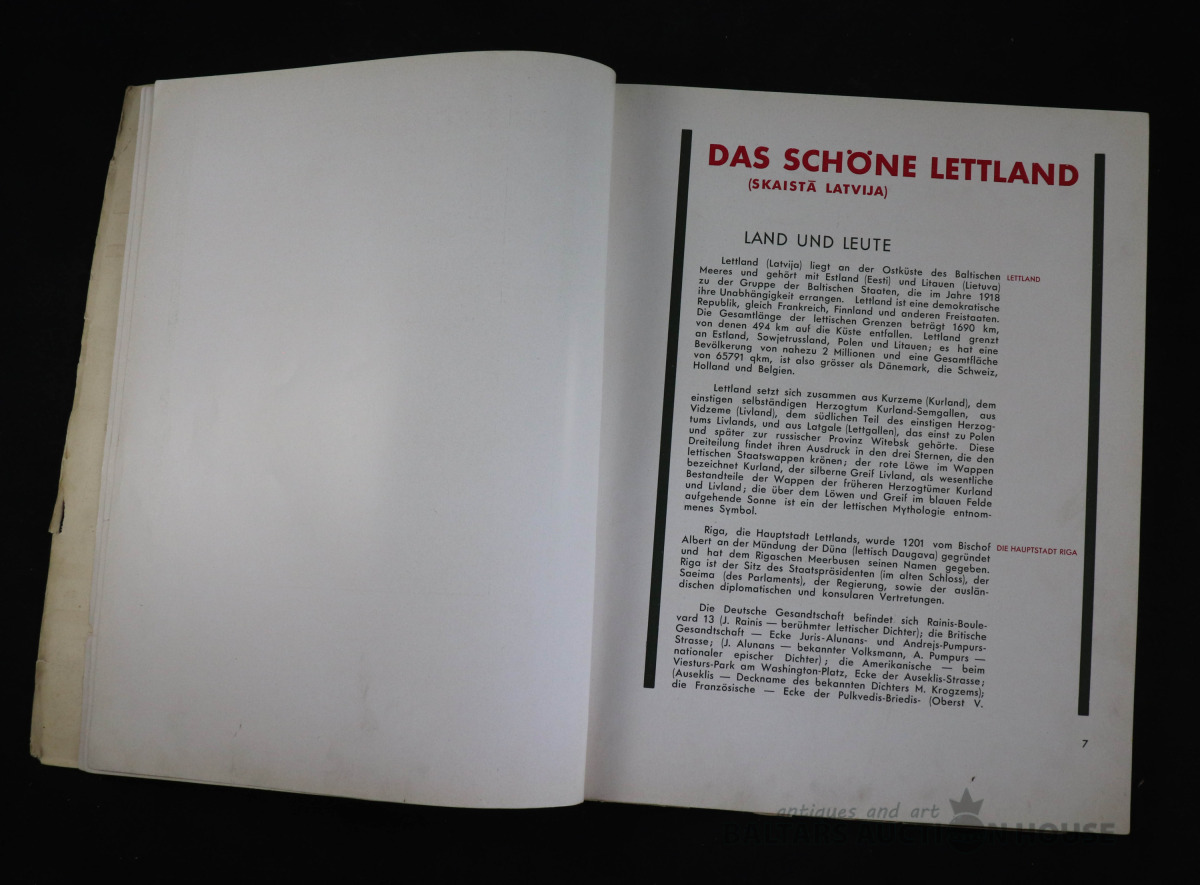 DAS SCHÖNE LETTLAND
(SKAISTĀ LATVIJA)
LAND UND LEUTE
Lettland (Latvija) liegt an der Ostküste des Baltischen
Meeres und gehört mit Estland (Eesti) und Litauen (Lietuva)
zu der Gruppe der Baltischen Staaten, die im Jahre 1918
ihre Unabhängigkeit errangen. Lettland ist eine demokratische
Republik, gleich Frankreich, Finnland und anderen Freistaaten.
Die Gesamtlänge der lettischen Grenzen beträgt 1690 km,
von denen 494 km auf die Küste entfallen. Lettland grenzt
an Estland, Sowjetrussland, Polen und Litauen; es hat eine
Bevölkerung von nahezu 2 Millionen und eine Gesamtfläche
von 65791 qkm, ist also grösser als Dänemark, die Schweiz,
Holland und Belgien.
LETTLAND
Lettland setzt sich zusammen aus Kurzeme (Kurland), dem
einstigen selbständigen Herzogtum Kurland-Semgallen, aus
Vidzeme (Livland), dem südlichen Teil des einstigen Herzog-
tums Livlands, und aus Latgale (Lettgallen), das einst zu Polen
und später zur russischer Provinz Witebsk gehörte. Diese
Dreiteilung findet ihren Ausdruck in den drei Sternen, die den
lettischen Staatswappen krönen; der rote Löwe im Wappen
bezeichnet Kurland, der silberne Greif Livland, als wesentliche
Bestandteile der Wappen der früheren Herzogtümer Kurland
und Livland; die über dem Löwen und Greif im blauen Felde
aufgehende Sonne ist ein der lettischen Mythologie entnom-
menes Symbol.
Riga, die Hauptstadt Lettlands, wurde 1201 vom Bischof
Albert an der Mündung der Düna (lettisch Daugava) gegründet
und hat dem Rigaschen Meerbusen seinen Namen gegeben.
Riga ist der Sitz des Staatspräsidenten (im alten Schloss), der
Saeima (des Parlaments), der Regierung, sowie der auslän-
dischen diplomatischen und konsularen Vertretungen.
DIE HAUPTSTADT RIGA
Die Deutsche Gesandtschaft befindet sich Rainis-Boule-
vard 13 (J. Rainis — berühmter lettischer Dichter); die Britische
Gesandtschaft — Ecke Juris-Alunans- und Andrejs-Pumpurs-
Strasse; (J. Alunans — bekannter Volksmann, A. Pumpurs —
nationaler epischer Dichter); die Amerikanische — beim
Viesturs-Park am Washington-Platz, Ecke der Auseklis-Strasse;
(Auseklis — Deckname des bekannten Dichters M. Krogzems);
die Französische — Ecke der Pulkvedis-Briedis- (Oberst V.
7
antiques and art
BALTARS AUCTION HOUSE